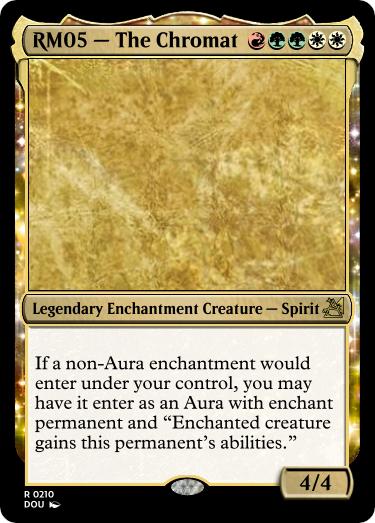 RM05 — The Chromat
Legendary Enchantment Creature — Spirit
If a non-Aura enchantment would
enter under your control, you may
have it enter as an Aura with enchant
permanent and “Enchanted creature
gains this permanent’s abilities.”
4/4
R 0210
DOU